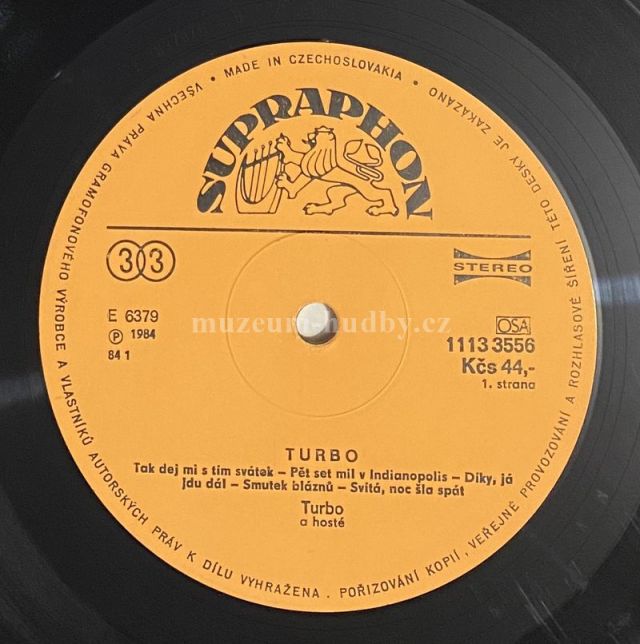 VŠECHNA PRÁVA GRAMOFONOVÉHO VÝROBCE A VLASTNÍKŮ AUTORSKÝCH PRÁV K DÍLU VYHRAŽENA. POŘIZOVÁNÍ KOPIÍ, VEŘEJNÉ PROVOZOVÁNÍ A ROZHLASOVÉ ŠÍŘENÍ TÉTO DESKY JE ZAKÁZÁNO
• MADE IN CZECHOSLOVAKIA •
SUPRAPHON
33
STEREO
E 6379
Ⓟ 1984
84 1
muzeum-hudby.cz
OSA
1113 3556
Kčs 44,-
1. strana
TURBO
Tak dej mi s tím svátek – Pět set mil v Indianopolis – Díky, já
Jdu dál – Smutek bláznů – Svítá, noc šla spát
Turbo
a hosté